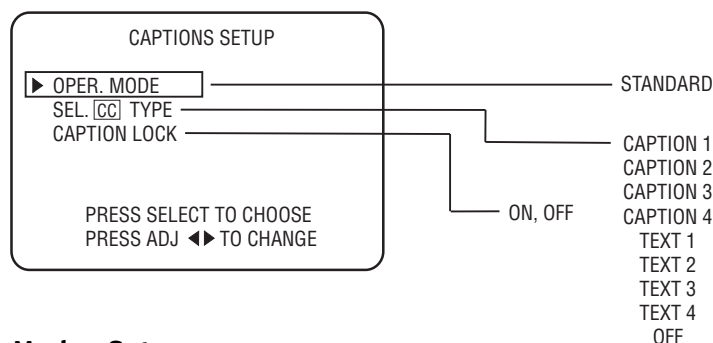 CAPTIONS SETUP
▶ OPER. MODE
SEL. CC TYPE
CAPTION LOCK
PRESS SELECT TO CHOOSE
PRESS ADJ ◀▶ TO CHANGE
STANDARD
ON, OFF
CAPTION 1
CAPTION 2
CAPTION 3
CAPTION 4
TEXT 1
TEXT 2
TEXT 3
TEXT 4
OFF